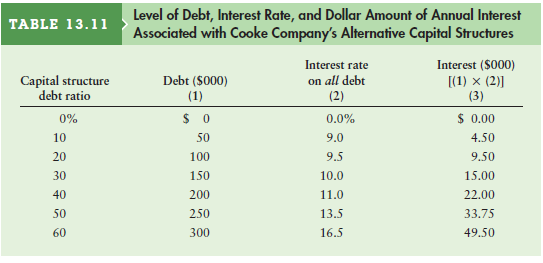 TABLE 13.11
Level of Debt, Interest Rate, and Dollar Amount of Annual Interest
Associated with Cooke Company's Alternative Capital Structures
Capital structure debt ratio Debt ($000) (1) Interest rate on all debt (2) Interest ($000) [(1) × (2)] (3)
0% $ 0 0.0% $ 0.00
10 50 9.0 4.50
20 100 9.5 9.50
30 150 10.0 15.00
40 200 11.0 22.00
50 250 13.5 33.75
60 300 16.5 49.50